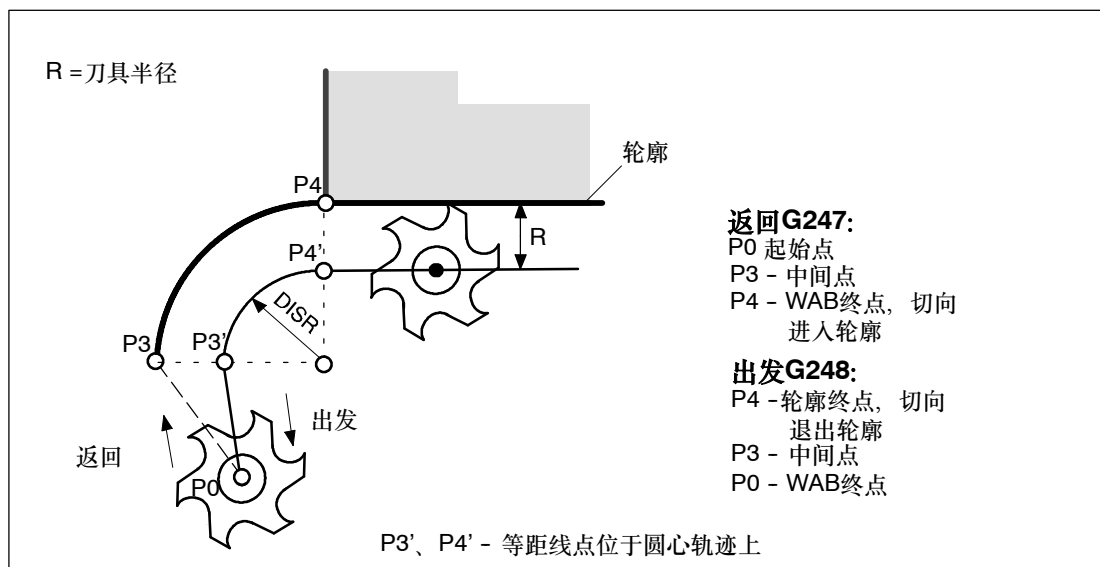 R =刀具半径
轮廓
P4
R
P4’
DISR
P3
P3’
出发
返回
P0
返回G247:
P0 起始点
P3 – 中间点
P4 – WAB终点，切向
进入轮廓
出发G248:
P4 –轮廓终点，切向
退出轮廓
P3 – 中间点
P0 – WAB终点
P3’、P4’ – 等距线点位于圆心轨迹上